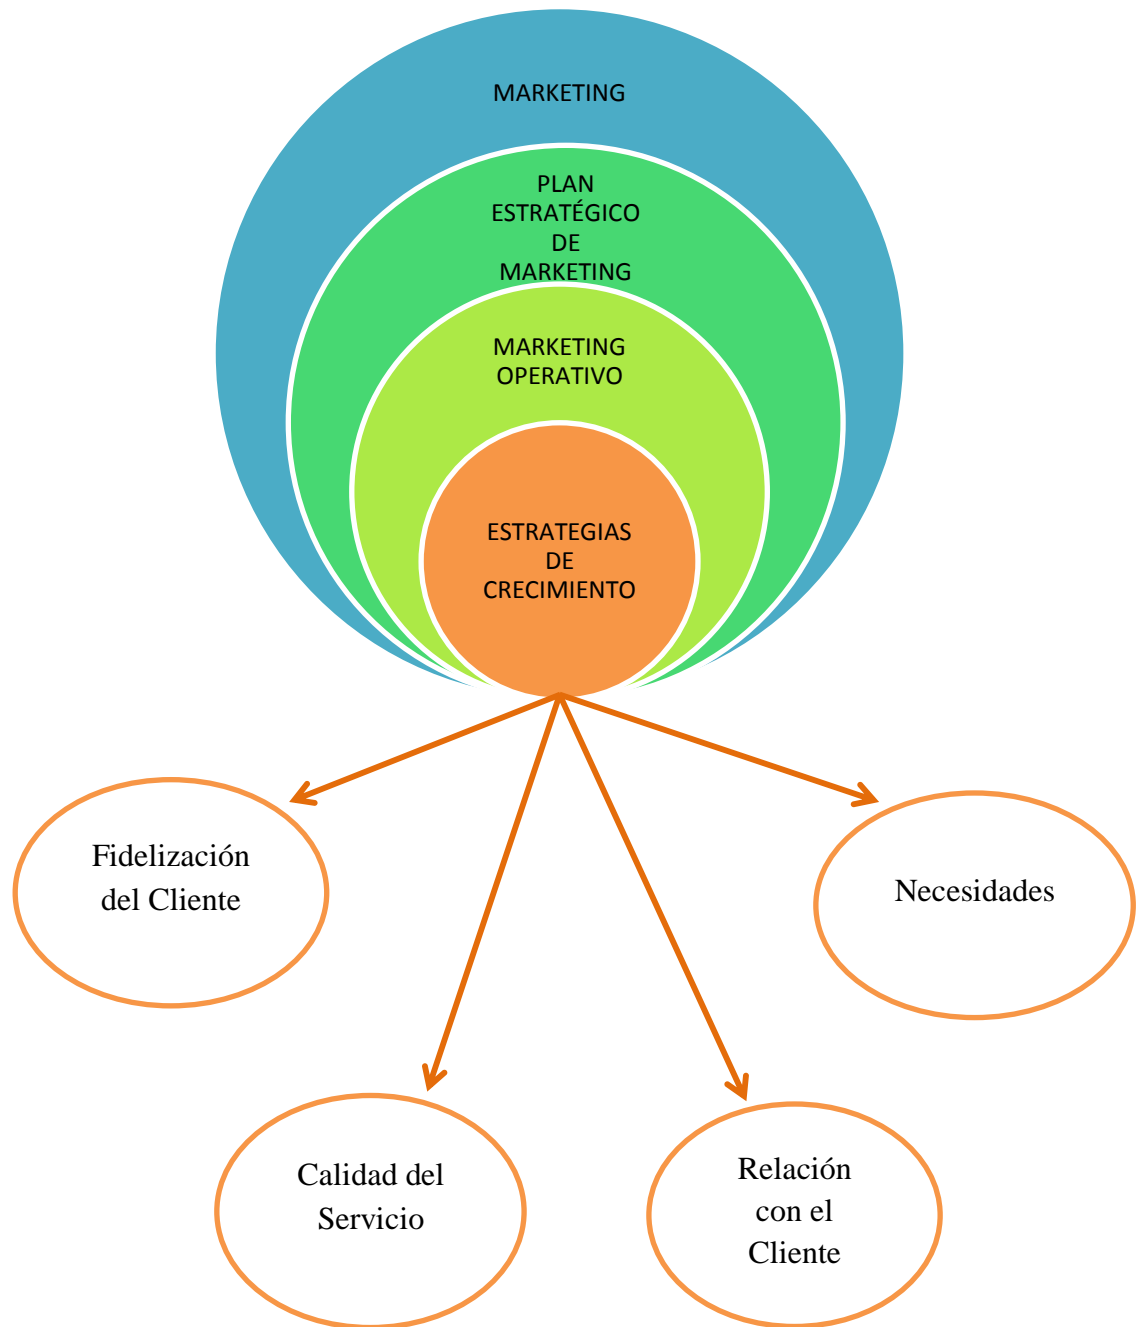 MARKETING
PLAN
ESTRATÉGICO
DE
MARKETING
MARKETING
OPERATIVO
ESTRATEGIAS
DE
CRECIMIENTO
Fidelización
del Cliente
Necesidades
Calidad del
Servicio
Relación
con el
Cliente